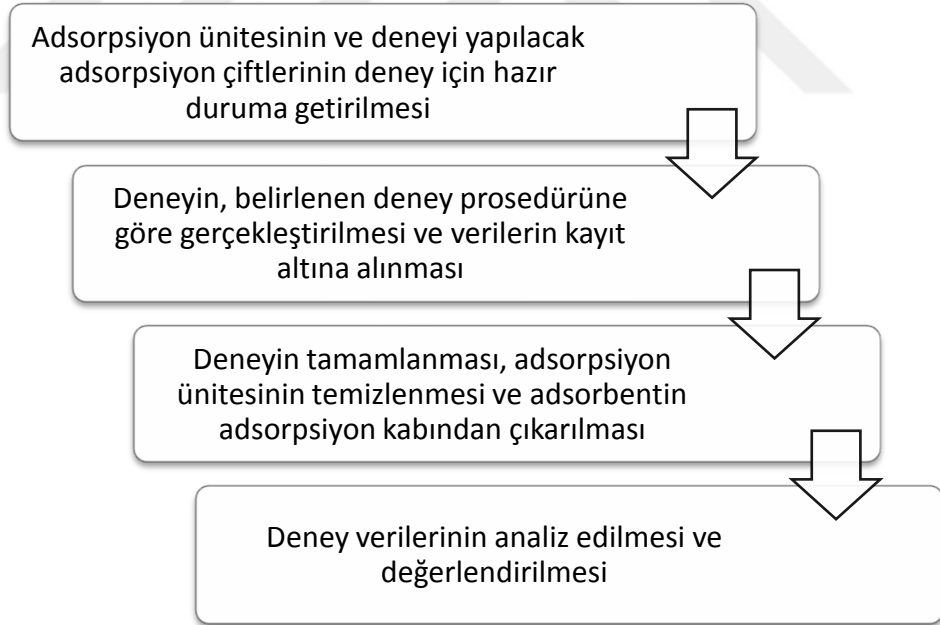 Adsorpsiyon ünitesinin ve deneyi yapılacak
adsorpsiyon çiftlerinin deney için hazır
duruma getirilmesi
Deneyin, belirlenen deney prosedürüne
göre gerçekleştirilmesi ve verilerin kayıt
altına alınması
Deneyin tamamlanması, adsorpsiyon
ünitesinin temizlenmesi ve adsorbentin
adsorpsiyon kabından çıkarılması
Deney verilerinin analiz edilmesi ve
değerlendirilmesi